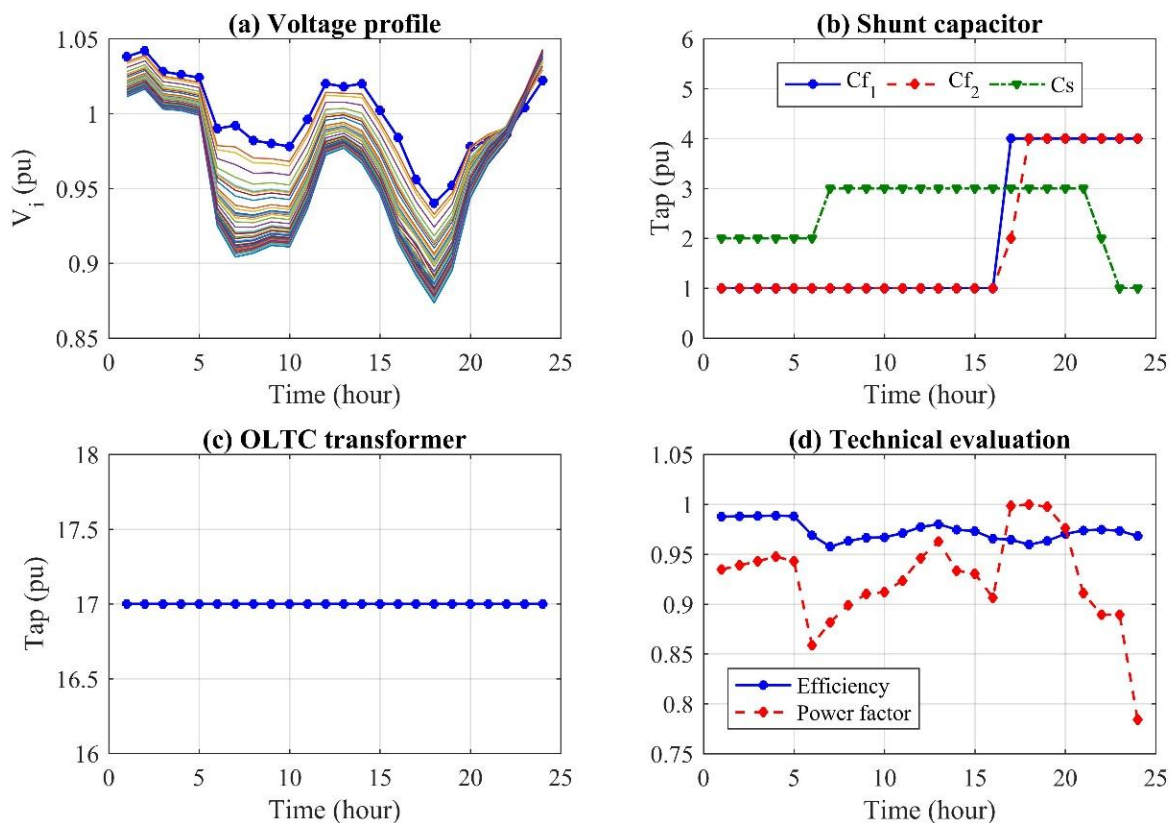 (a) Voltage profile
1.05
1
0.95
0.9
0.85
V_i (pu)
0 5 10 15 20 25
Time (hour)
(b) Shunt capacitor
6
5
4
3
2
1
0
Tap (pu)
Cf_1 Cf_2 Cs
0 5 10 15 20 25
Time (hour)
(c) OLTC transformer
18
17.5
17
16.5
16
Tap (pu)
0 5 10 15 20 25
Time (hour)
(d) Technical evaluation
1.05
1
0.95
0.9
0.85
0.8
0.75
Efficiency
Power factor
0 5 10 15 20 25
Time (hour)